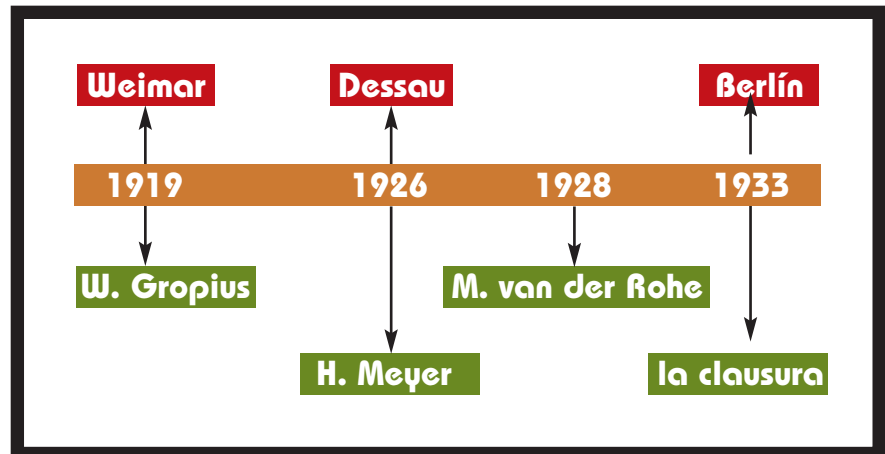 Weimar Dessau Berlín
1919 1926 1928 1933
W. Gropius M. van der Rohe
H. Meyer la clausura